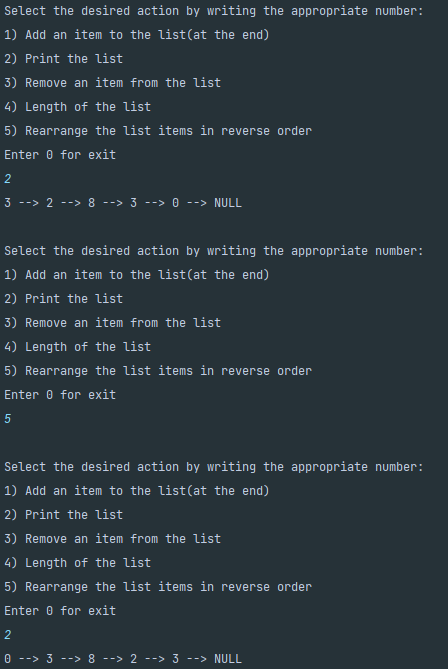 Select the desired action by writing the appropriate number:
1) Add an item to the list(at the end)
2) Print the list
3) Remove an item from the list
4) Length of the list
5) Rearrange the list items in reverse order
Enter 0 for exit
2
3 --> 2 --> 8 --> 3 --> 0 --> NULL
Select the desired action by writing the appropriate number:
1) Add an item to the list(at the end)
2) Print the list
3) Remove an item from the list
4) Length of the list
5) Rearrange the list items in reverse order
Enter 0 for exit
5
Select the desired action by writing the appropriate number:
1) Add an item to the list(at the end)
2) Print the list
3) Remove an item from the list
4) Length of the list
5) Rearrange the list items in reverse order
Enter 0 for exit
2
0 --> 3 --> 8 --> 2 --> 3 --> NULL